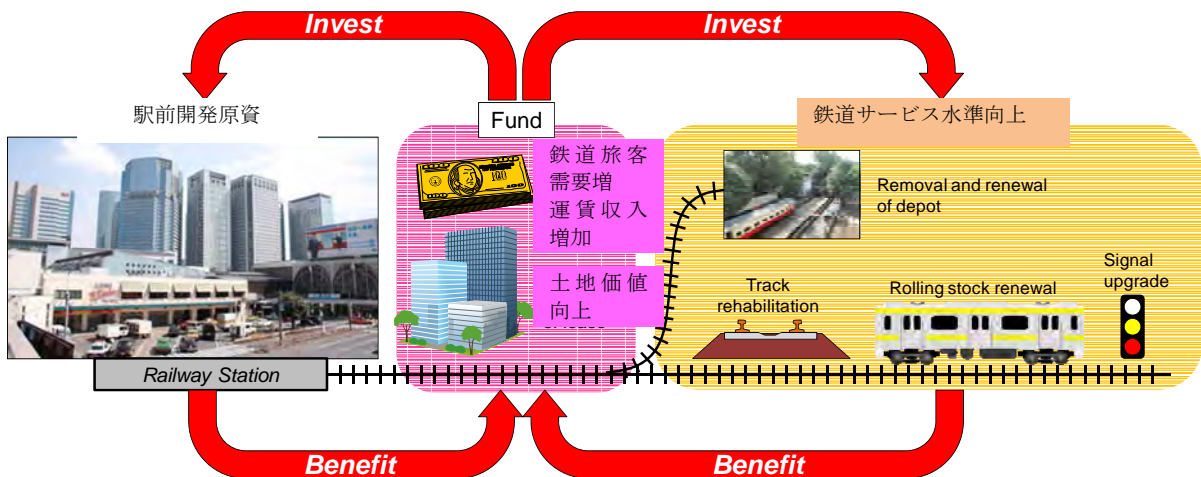 Invest
Invest
駅前開発原資
Fund
鉄道サービス水準向上
鉄道旅客
需要増
運賃収入
増加
Removal and renewal
of depot
土地価値
向上
Track
rehabilitation
Rolling stock renewal
Signal
upgrade
Railway Station
Benefit
Benefit